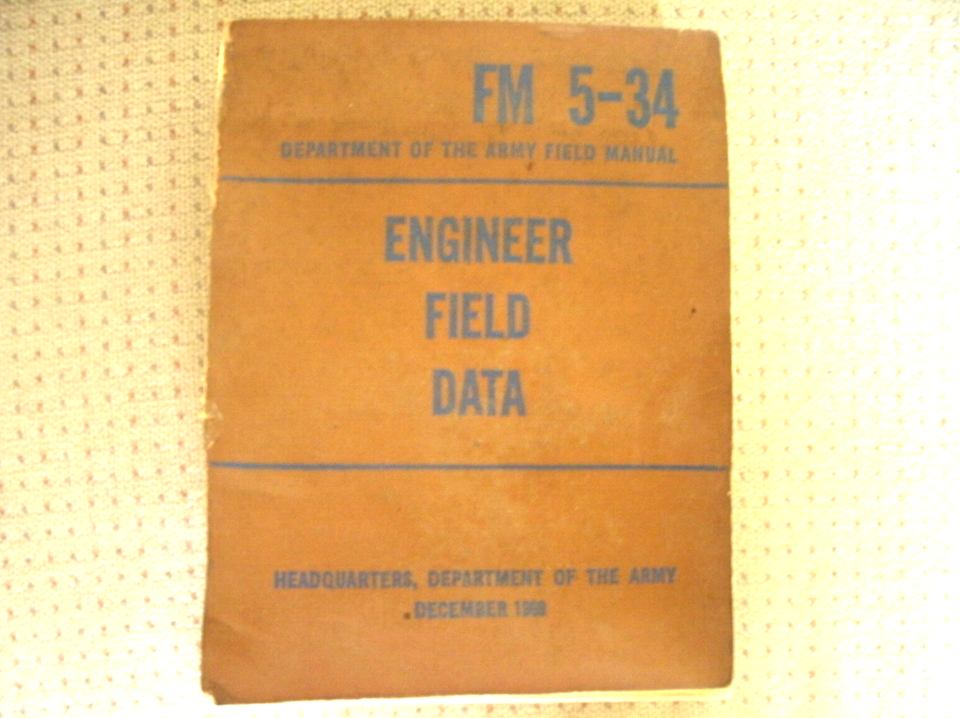 FM 5-34
DEPARTMENT OF THE ARMY FIELD MANUAL
ENGINEER
FIELD
DATA
HEADQUARTERS, DEPARTMENT OF THE ARMY
DECEMBER